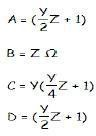 A = (Y/2 Z + 1)
B = Z Ω
C = Y(Y/4 Z + 1)
D = (Y/2 Z + 1)